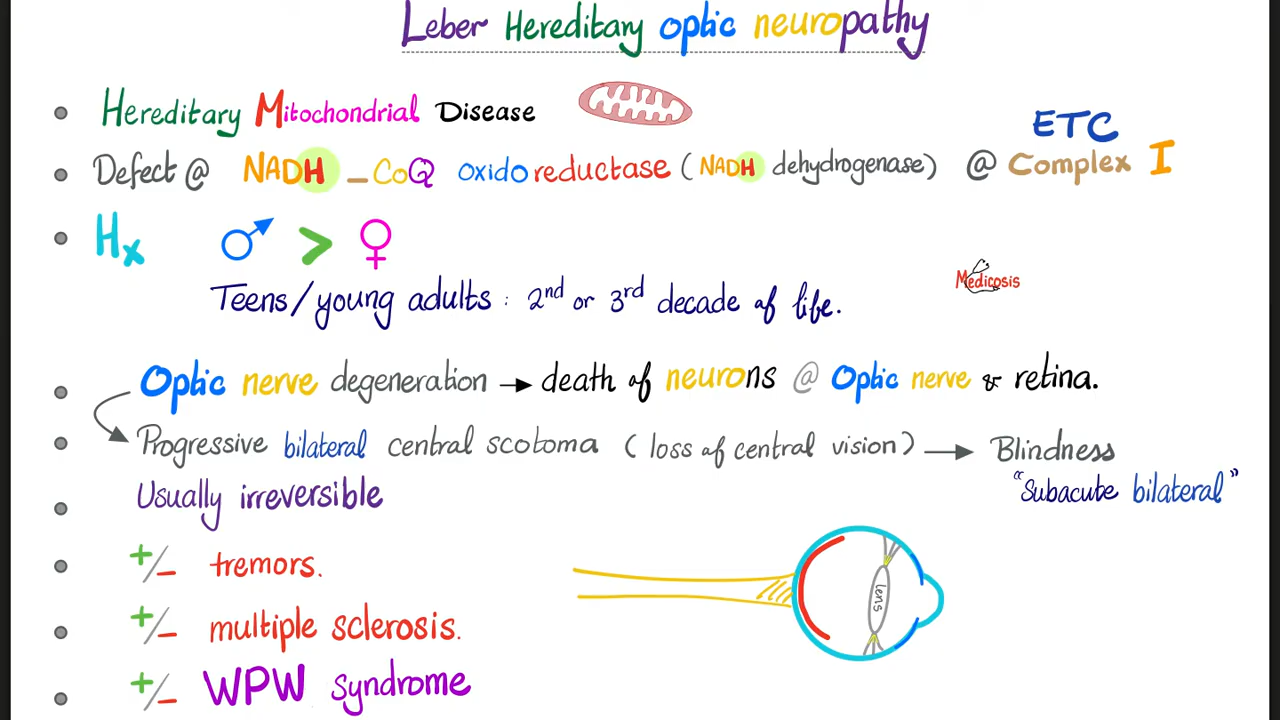 Leber Hereditary optic neuropathy
Hereditary Mitochondrial Disease
ETC
Defect @ NADH - CoQ oxidoreductase (NADH dehydrogenase) @ Complex I
Hx ♂ > ♀
Medicosis
Teens/young adults: 2nd or 3rd decade of life.
Optic nerve degeneration → death of neurons @ Optic nerve & retina.
Progressive bilateral central scotoma (loss of central vision) → Blindness
"Subacute bilateral"
Usually irreversible
+/- tremors.
lens
+/- multiple sclerosis.
+/- WPW syndrome